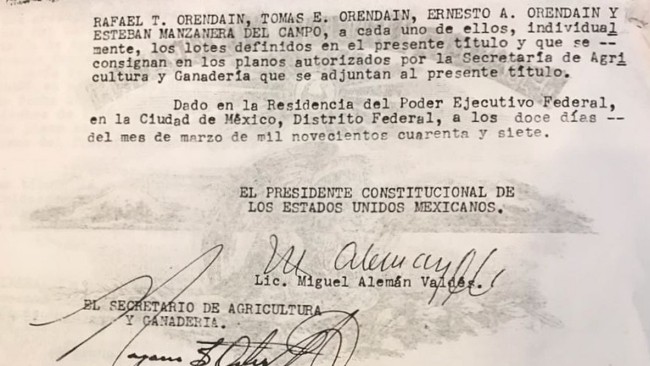 RAFAEL T. ORENDAIN, TOMAS E. ORENDAIN, ERNESTO A. ORENDAIN Y
ESTEBAN MANZANERA DEL CAMPO, a cada uno de ellos, individual
mente, los lotes definidos en el presente título y que se --
consignan en los planos autorizados por la Secretaría de Agri
cultura y Ganadería que se adjuntan al presente título.
Dado en la Residencia del Poder Ejecutivo Federal,
en la Ciudad de México, Distrito Federal, a los doce días --
del mes de marzo de mil novecientos cuarenta y siete.
EL PRESIDENTE CONSTITUCIONAL DE
LOS ESTADOS UNIDOS MEXICANOS.
M Aleman
Lic. Miguel Alemán Valdés.
EL SECRETARIO DE AGRICULTURA
Y GANADERIA.